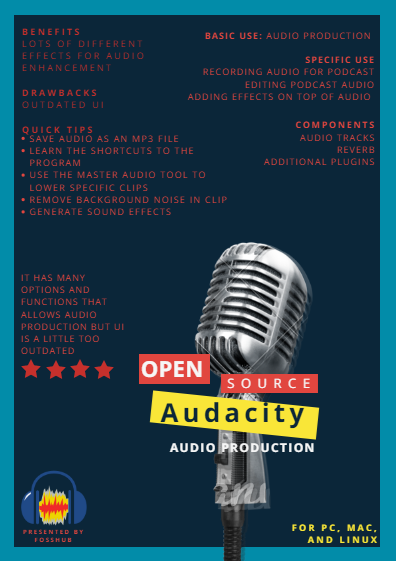 BENEFITS
LOTS OF DIFFERENT
EFFECTS FOR AUDIO
ENHANCEMENT
DRAWBACKS
OUTDATED UI
QUICK TIPS
• SAVE AUDIO AS AN MP3 FILE
• LEARN THE SHORTCUTS TO THE
PROGRAM
• USE THE MASTER AUDIO TOOL TO
LOWER SPECIFIC CLIPS
• REMOVE BACKGROUND NOISE IN CLIP
• GENERATE SOUND EFFECTS
BASIC USE: AUDIO PRODUCTION
SPECIFIC USE
RECORDING AUDIO FOR PODCAST
EDITING PODCAST AUDIO
ADDING EFFECTS ON TOP OF AUDIO
COMPONENTS
AUDIO TRACKS
REVERB
ADDITIONAL PLUGINS
IT HAS MANY
OPTIONS AND
FUNCTIONS THAT
ALLOWS AUDIO
PRODUCTION BUT UI
IS A LITTLE TOO
OUTDATED
OPEN
SOURCE
Audacity
AUDIO PRODUCTION
PRESENTED BY
FOSSHUB
FOR PC, MAC,
AND LINUX